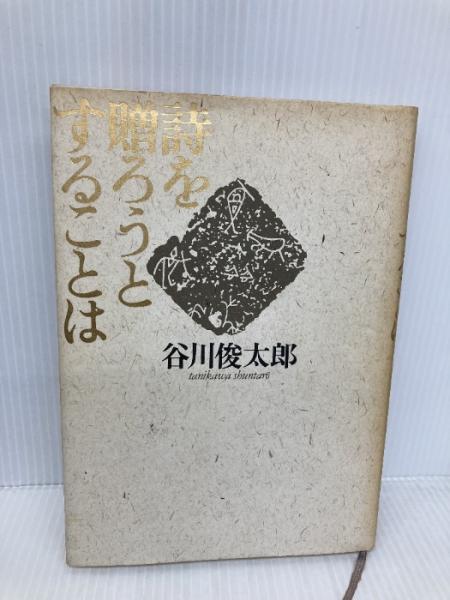 詩を
贈ろうと
することは
谷川俊太郎
tanikawa shuntarō